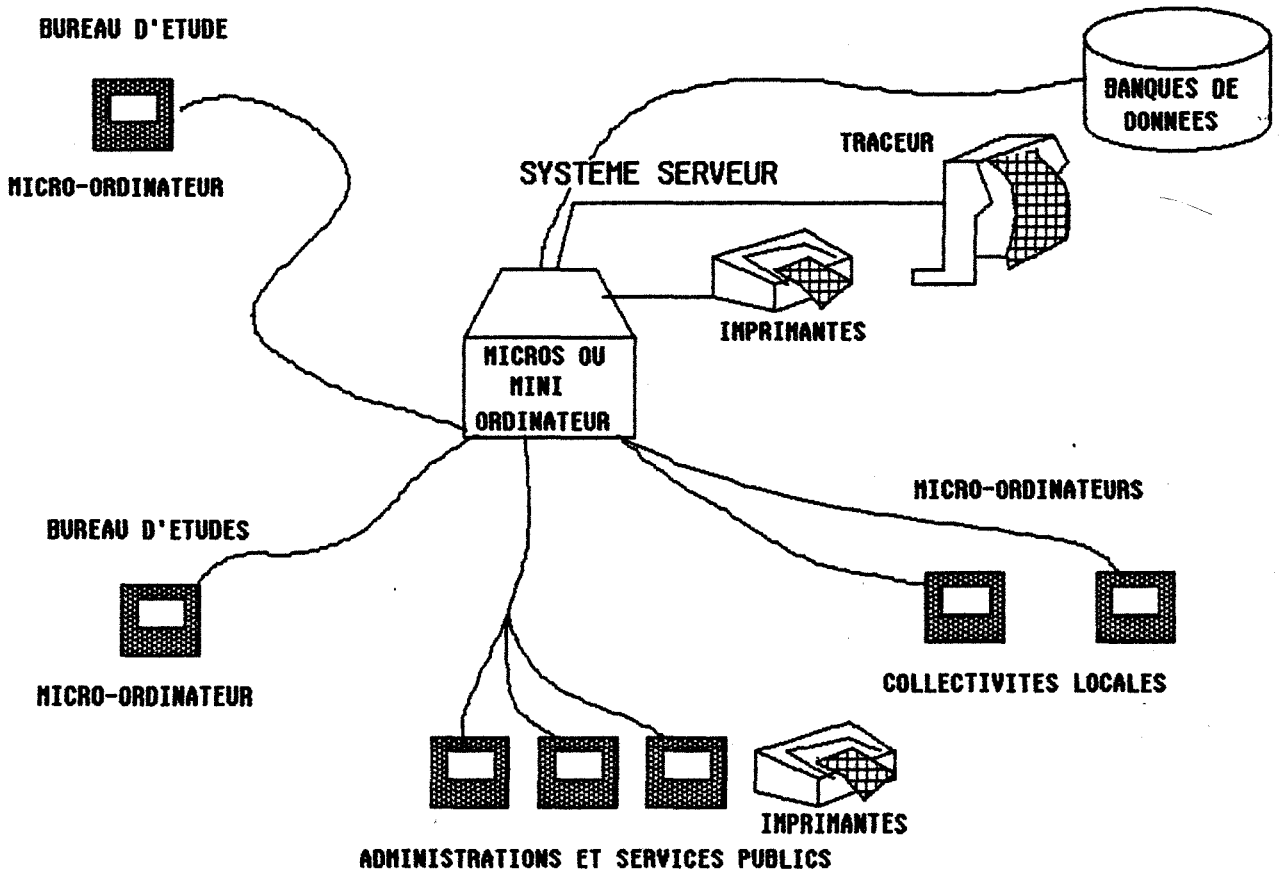 BUREAU D'ETUDE
MICRO-ORDINATEUR
BANQUES DE
DONNEES
TRACEUR
SYSTEME SERVEUR
IMPRIMANTES
MICROS OU
MINI
ORDINATEUR
MICRO-ORDINATEURS
BUREAU D'ETUDES
MICRO-ORDINATEUR
COLLECTIVITES LOCALES
IMPRIMANTES
ADMINISTRATIONS ET SERVICES PUBLICS